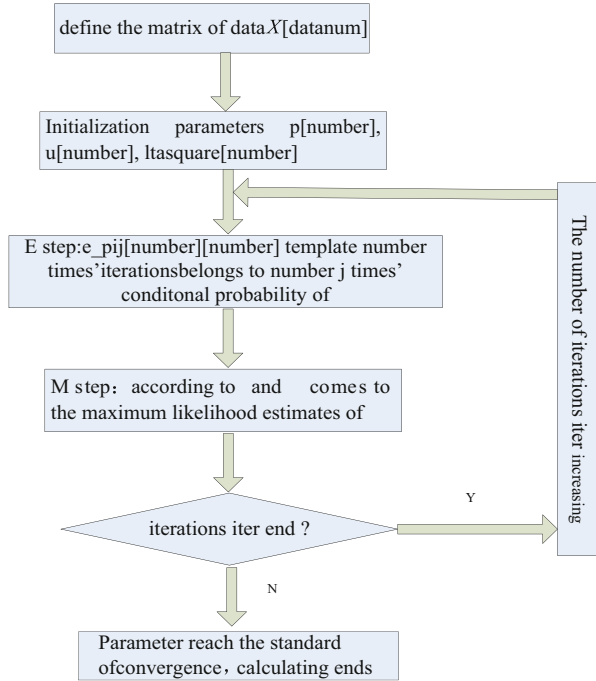 define the matrix of dataX[datanum]
Initialization parameters p[number],
u[number], ltasquare[number]
E step:e_pij[number][number] template number
times’iterationsbelongs to number j times’
conditonal probability of
M step：according to and comes to
the maximum likelihood estimates of
iterations iter end ?
Y
The number of iterations iter increasing
N
Parameter reach the standard
ofconvergence，calculating ends